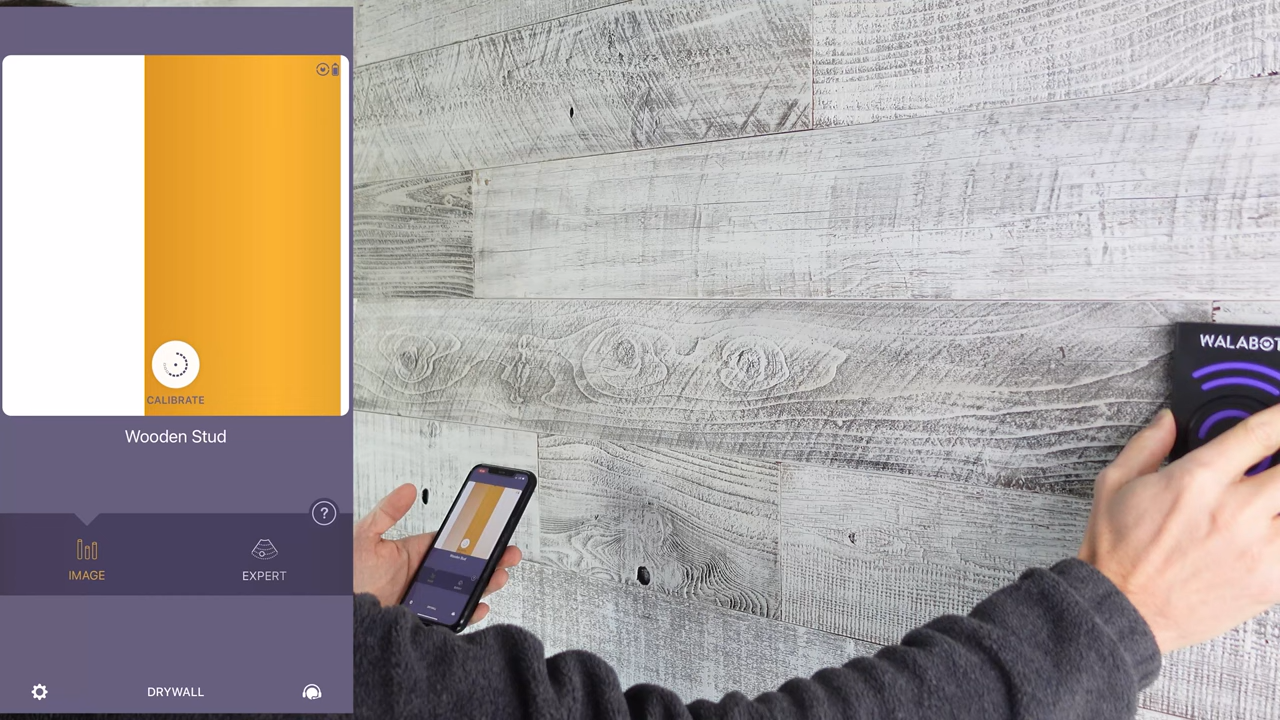 CALIBRATE
Wooden Stud
?
IMAGE
EXPERT
DRYWALL
WALABOT